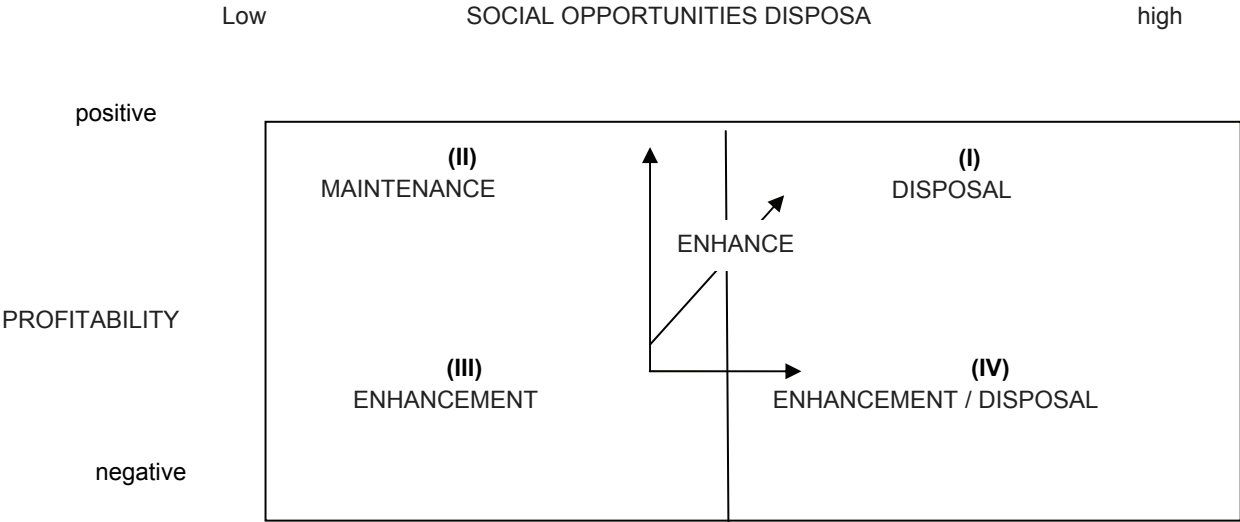 Low SOCIAL OPPORTUNITIES DISPOSA high
positive
(II) (I)
MAINTENANCE DISPOSAL
ENHANCE
PROFITABILITY
(III) (IV)
ENHANCEMENT ENHANCEMENT / DISPOSAL
negative